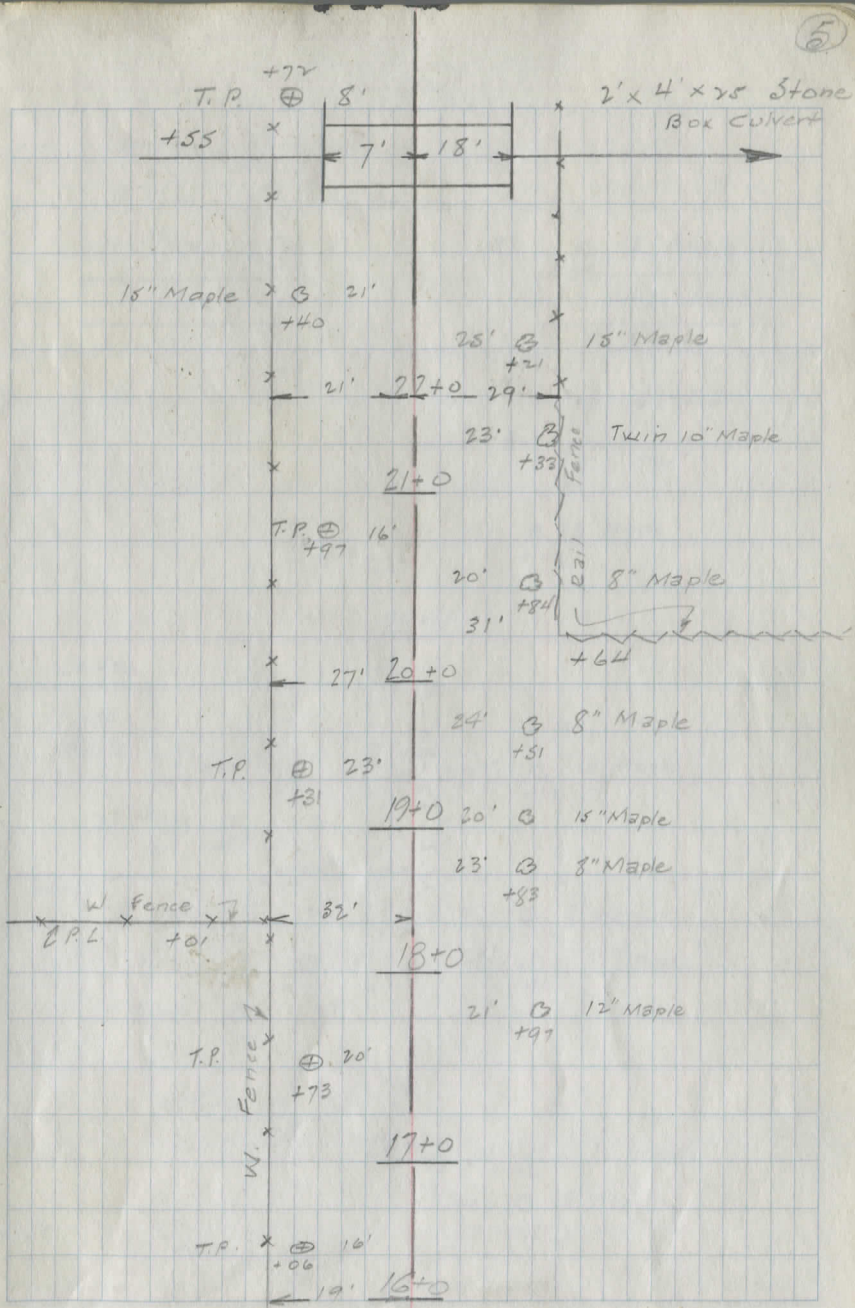 5
+72
T.P. 8' 2' x 4' x 25 Stone
Box Culvert
+55 7' 18'
15" Maple 21'
+40
25' 15" Maple
+21
21' 22+0 29'
23' Twin 10" Maple
+33
Rail Fence
21+0
T.P. 16'
+97
20' 8" Maple
+84
31'
+64
27' 20+0
24' 8" Maple
+51
T.P. 23'
+31
19+0 20' 15" Maple
23' 8" Maple
+83
W Fence 32'
P.L. +01
18+0
21' 12" Maple
+97
W. Fence
T.P. 20'
+73
17+0
T.P. 16'
+06
19' 16+0